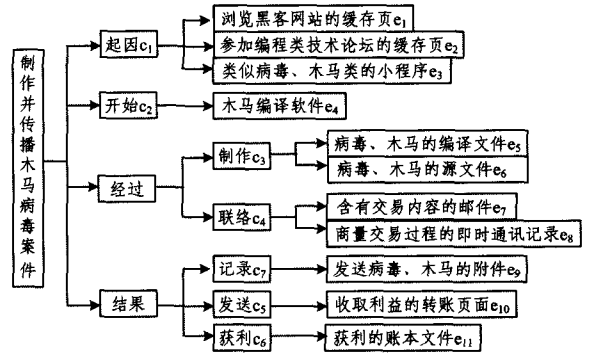 制作并传播木马病毒案件
起因c1
浏览黑客网站的缓存页e1
参加编程类技术论坛的缓存页e2
类似病毒、木马类的小程序e3
开始c2
木马编译软件e4
经过
制作c3
病毒、木马的编译文件e5
病毒、木马的源文件e6
联络c4
含有交易内容的邮件e7
商量交易过程的即时通讯记录e8
结果
记录c7
发送病毒、木马的附件e9
发送c5
收取利益的转账页面e10
获利c6
获利的账本文件e11